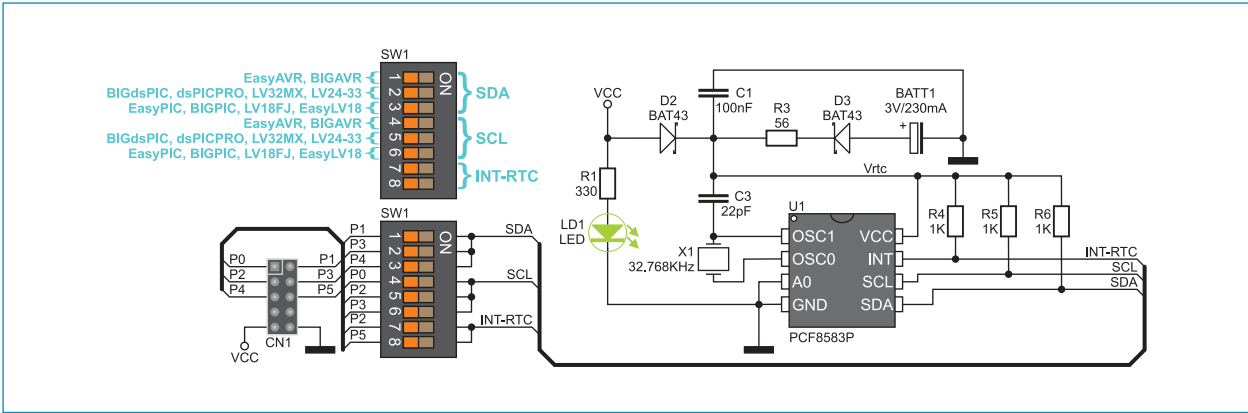 SW1
ON
EasyAVR, BIGAVR
1
BIGdsPIC, dsPICPRO, LV32MX, LV24-33
2
SDA
EasyPIC, BIGPIC, LV18FJ, EasyLV18
3
EasyAVR, BIGAVR
4
BIGdsPIC, dsPICPRO, LV32MX, LV24-33
5
SCL
EasyPIC, BIGPIC, LV18FJ, EasyLV18
6
7
INT-RTC
8
SW1
ON
P1
1
SDA
P3
2
P4
3
P0
4
SCL
P2
5
P3
6
P2
7
INT-RTC
P5
8
P0
P1
P2
P3
P4
P5
VCC
CN1
VCC
D2
BAT43
C1
100nF
R3
56
D3
BAT43
BATT1
3V/230mA
+
R1
330
LD1
LED
Vrtc
C3
22pF
X1
32.768KHz
U1
OSC1
VCC
OSC0
INT
A0
SCL
GND
SDA
PCF8583P
R4
1K
R5
1K
R6
1K
INT-RTC
SCL
SDA